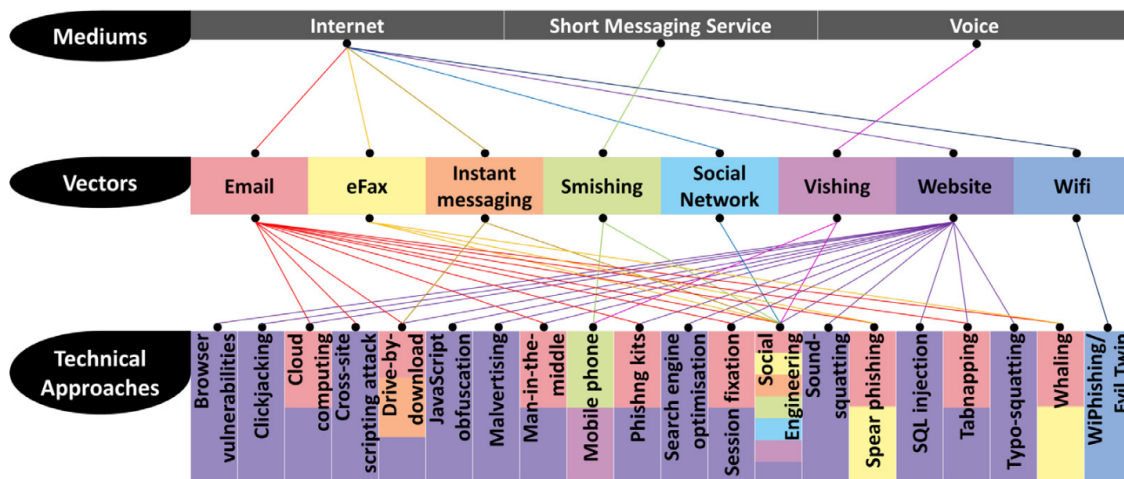 Mediums
Internet
Short Messaging Service
Voice
Vectors
Email
eFax
Instant
messaging
Smishing
Social
Network
Vishing
Website
Wifi
Technical
Approaches
Browser
vulnerabilities
Clickjacking
Cloud
computing
Cross-site
scripting attack
Drive-by-
download
JavaScript
obfuscation
Malvertising
Man-in-the-
middle
Mobile phone
Phishng kits
Search engine
optimisation
Session fixation
Social
Engineering
Sound-
squatting
Spear phishing
SQL injection
Tabnapping
Typo-squatting
Whaling
WiPhishing/
Evil Twin